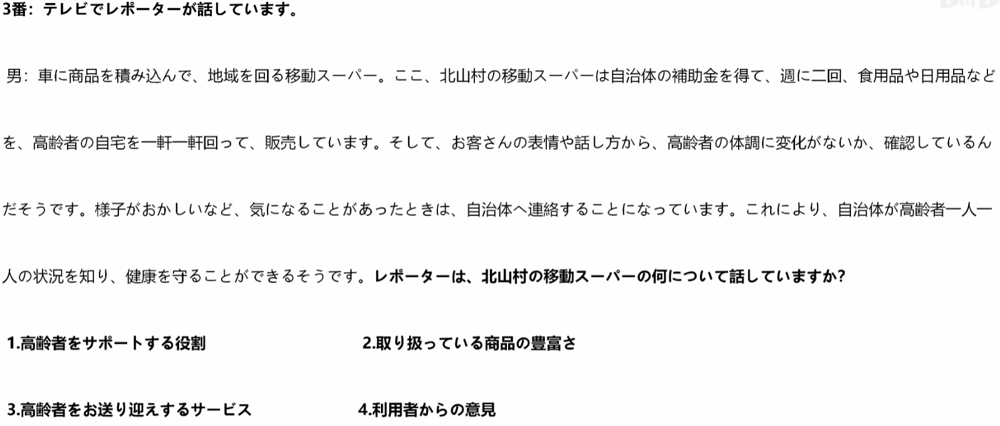 3番：テレビでレポーターが話しています。
男：車に商品を積み込んで、地域を回る移動スーパー。ここ、北山村の移動スーパーは自治体の補助金を得て、週に二回、食用品や日用品など
を、高齢者の自宅を一軒一軒回って、販売しています。そして、お客さんの表情や話し方から、高齢者の体調に変化がないか、確認しているん
だそうです。様子がおかしいなど、気になることがあったときは、自治体へ連絡することになっています。これにより、自治体が高齢者一人一
人の状況を知り、健康を守ることができるそうです。レポーターは、北山村の移動スーパーの何について話していますか？
1.高齢者をサポートする役割 2.取り扱っている商品の豊富さ
3.高齢者をお送り迎えするサービス 4.利用者からの意見